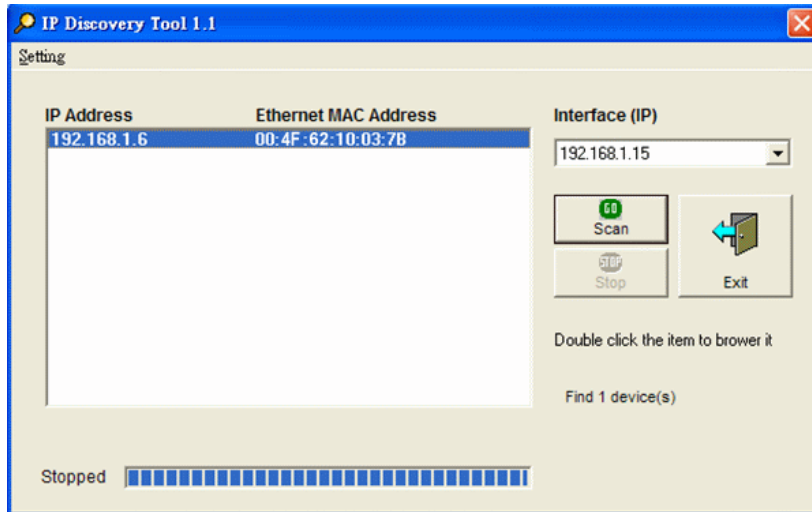 IP Discovery Tool 1.1
Setting
IP Address Ethernet MAC Address
192.168.1.6 00:4F:62:10:03:7B
Interface (IP)
192.168.1.15
GO
Scan
STOP
Stop
Exit
Double click the item to brower it
Find 1 device(s)
Stopped